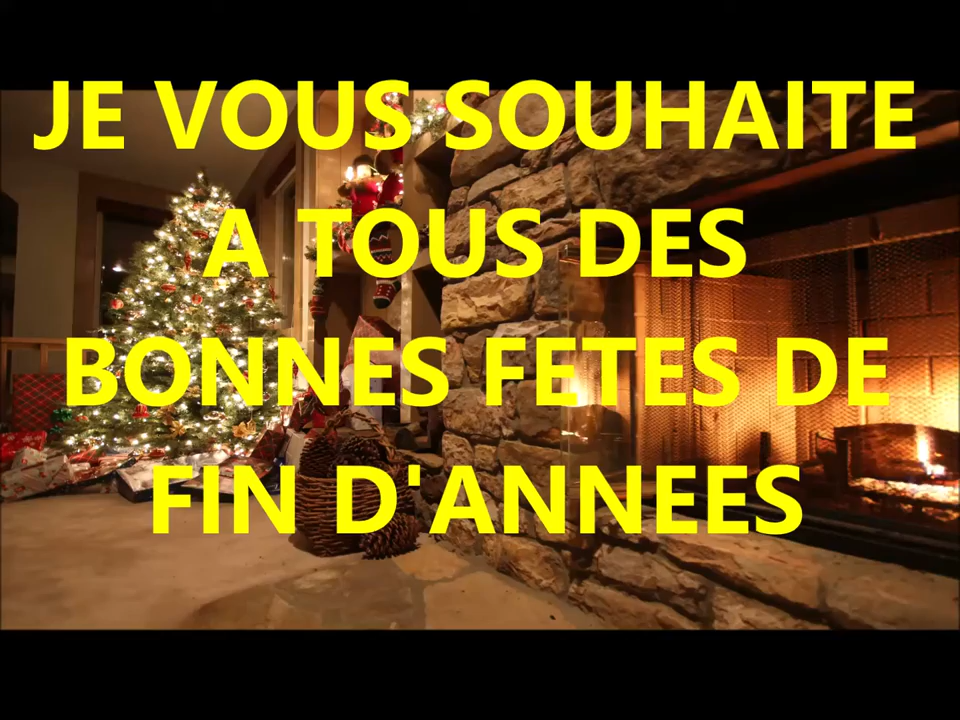 JE VOUS SOUHAITE
A TOUS DES
BONNES FETES DE
FIN D'ANNEES